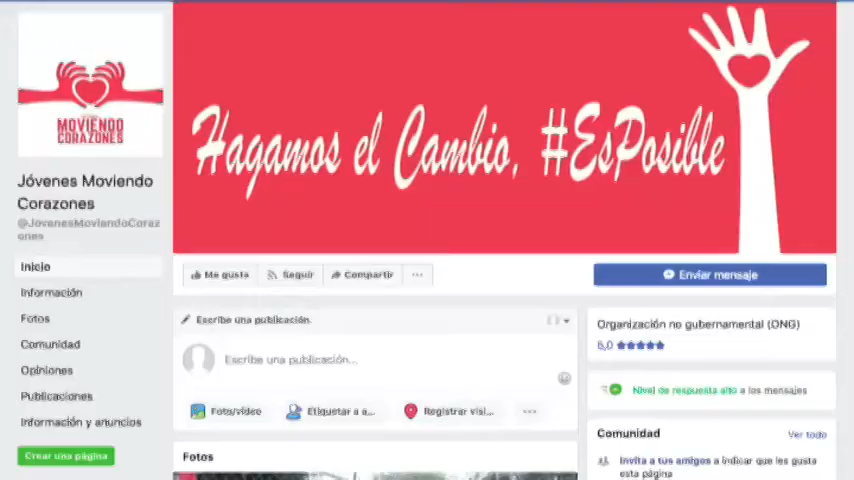 MOVIENDO
CORAZONES
Hagamos el Cambio, #EsPosible
Jóvenes Moviendo
Corazones
@JovenesMoviendoCoraz
ones
Inicio
Información
Fotos
Comunidad
Opiniones
Publicaciones
Información y anuncios
Crear una página
Me gusta
Seguir
Compartir
...
Enviar mensaje
Escribe una publicación
Escribe una publicación...
Foto/video
Etiquetar a a...
Registrar visi...
...
Fotos
Organización no gubernamental (ONG)
5,0 ★★★★★
Nivel de respuesta alto a los mensajes
Comunidad
Ver todo
Invita a tus amigos a indicar que les gusta
esta página